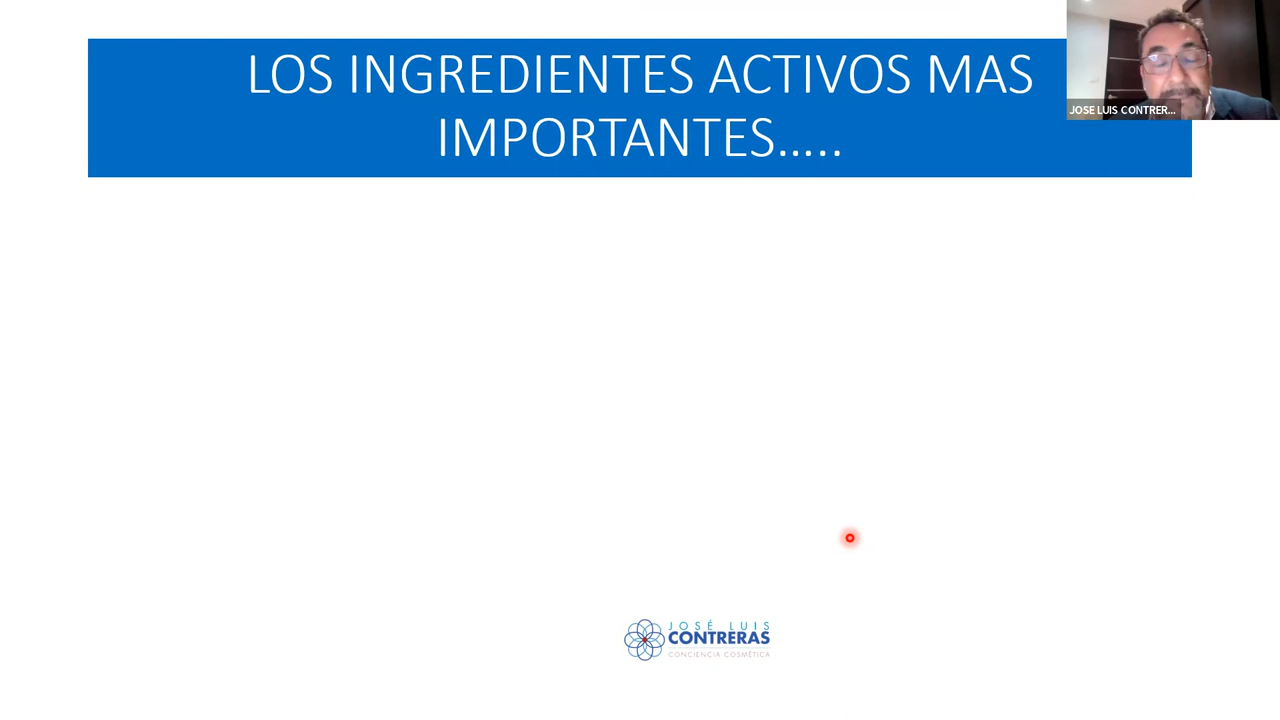 LOS INGREDIENTES ACTIVOS MAS
IMPORTANTES.....
JOSE LUIS CONTRER...
JOSÉ LUIS
CONTRERAS
CONCIENCIA COSMÉTICA